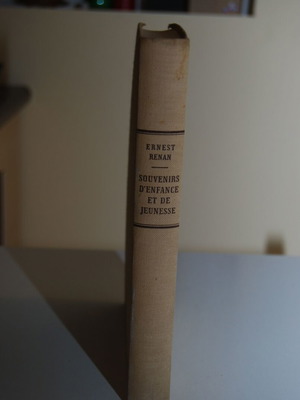 ERNEST
RENAN
SOUVENIRS
D'ENFANCE
ET DE
JEUNESSE